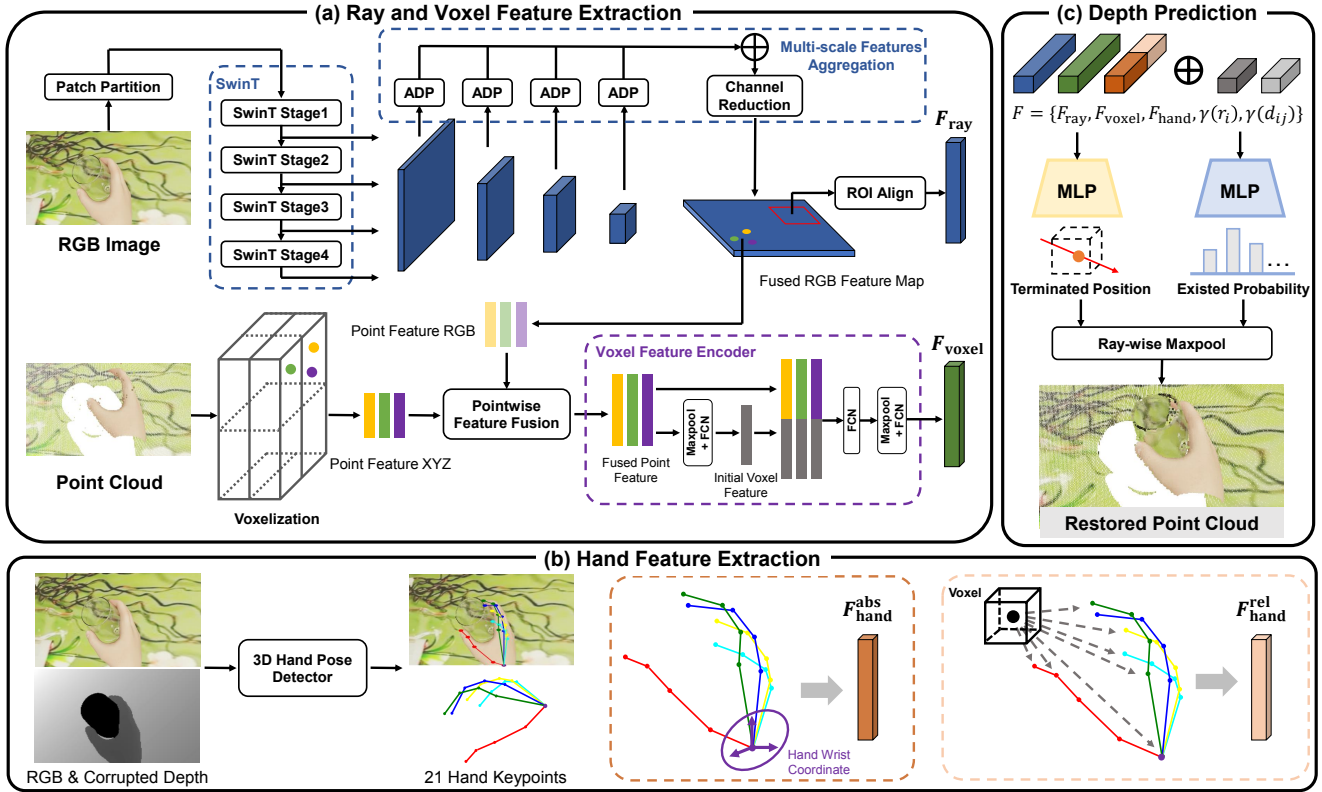 (a) Ray and Voxel Feature Extraction
Patch Partition
RGB Image
SwinT
SwinT Stage1
SwinT Stage2
SwinT Stage3
SwinT Stage4
ADP
ADP
ADP
ADP
Multi-scale Features
Aggregation
Channel
Reduction
F_ray
ROI Align
Fused RGB Feature Map
Point Cloud
Voxelization
Point Feature RGB
Point Feature XYZ
Pointwise
Feature Fusion
Voxel Feature Encoder
Fused Point
Feature
Maxpool
+ FCN
Initial Voxel
Feature
FCN
Maxpool
+ FCN
F_voxel
(c) Depth Prediction
F = {F_ray, F_voxel, F_hand, γ(r_i), γ(d_ij)}
MLP
MLP
...
Terminated Position
Existed Probability
Ray-wise Maxpool
Restored Point Cloud
(b) Hand Feature Extraction
RGB & Corrupted Depth
3D Hand Pose
Detector
21 Hand Keypoints
Hand Wrist
Coordinate
F_hand^abs
Voxel
F_hand^rel